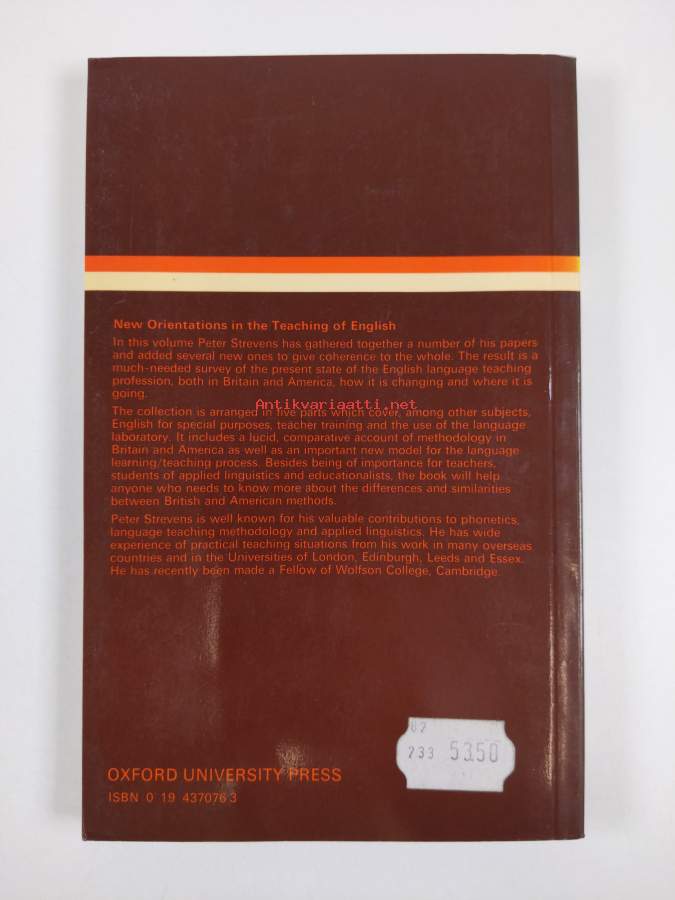 New Orientations in the Teaching of English
In this volume Peter Strevens has gathered together a number of his papers
and added several new ones to give coherence to the whole. The result is a
much-needed survey of the present state of the English language teaching
profession, both in Britain and America, how it is changing and where it is
going.
Antikvariaatti.net
The collection is arranged in five parts which cover, among other subjects,
English for special purposes, teacher training and the use of the language
laboratory. It includes a lucid, comparative account of methodology in
Britain and America as well as an important new model for the language
learning/teaching process. Besides being of importance for teachers,
students of applied linguistics and educationalists, the book will help
anyone who needs to know more about the differences and similarities
between British and American methods.
Peter Strevens is well known for his valuable contributions to phonetics,
language teaching methodology and applied linguistics. He has wide
experience of practical teaching situations from his work in many overseas
countries and in the Universities of London, Edinburgh, Leeds and Essex.
He has recently been made a Fellow of Wolfson College, Cambridge.
02
233 53.50
OXFORD UNIVERSITY PRESS
ISBN 0 19 437076 3